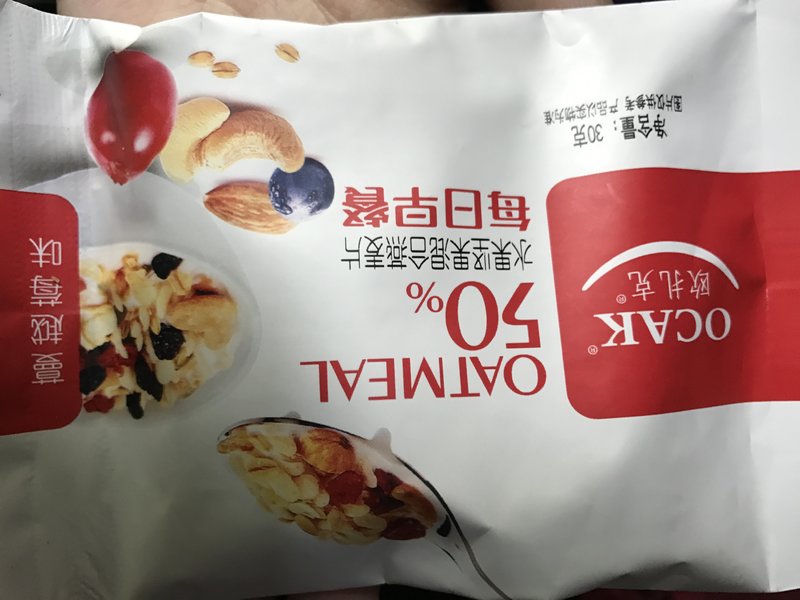 OCAK®
欧扎克®
OATMEAL
50%
水果坚果混合燕麦片
每日早餐
净含量：30克
图片仅供参考 产品以实物为准
蔓越莓味